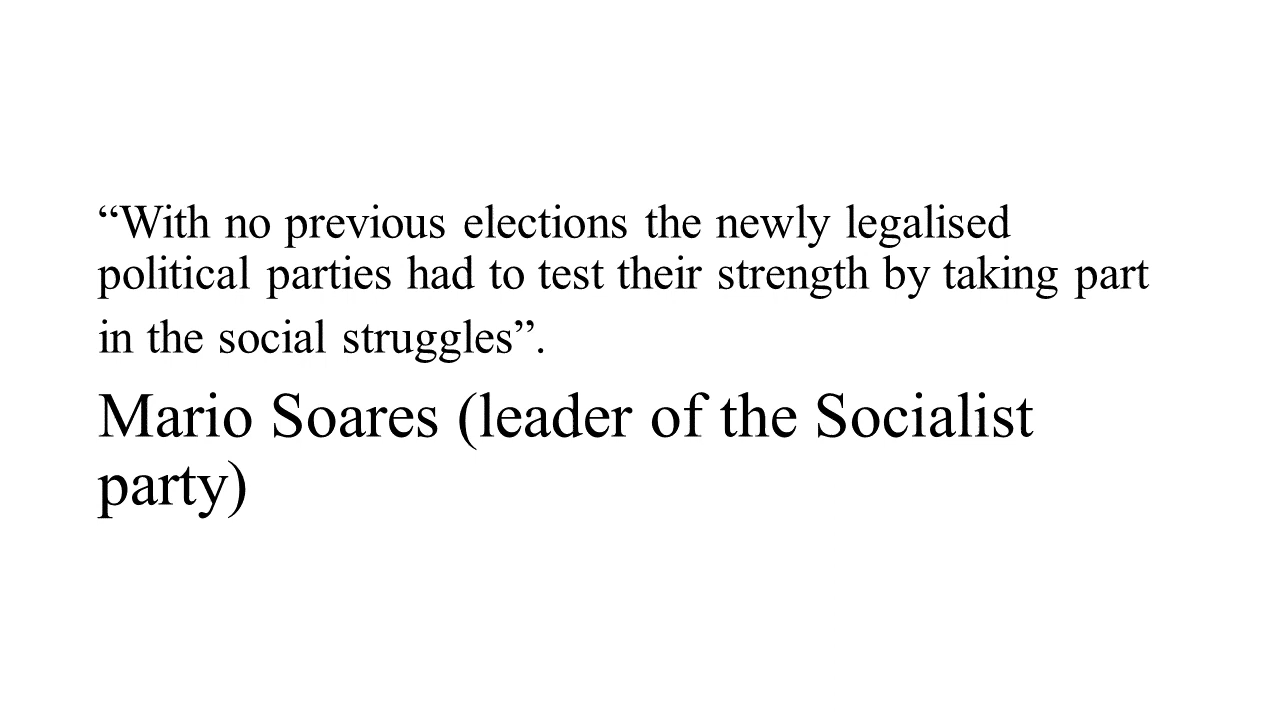 “With no previous elections the newly legalised
political parties had to test their strength by taking part
in the social struggles”.
Mario Soares (leader of the Socialist
party)